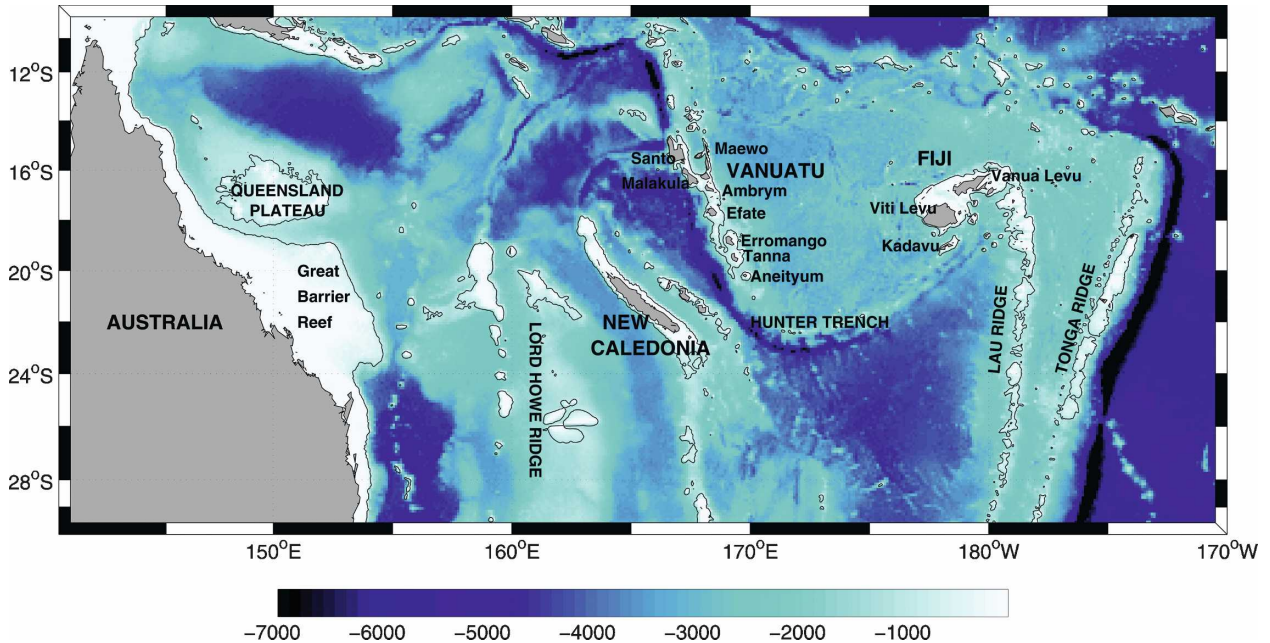 12°S
16°S
20°S
24°S
28°S
Santo
Maewo
VANUATU
Malakula
Ambrym
Efate
Erromango
Tanna
Aneityum
FIJI
Vanua Levu
Viti Levu
Kadavu
QUEENSLAND
PLATEAU
Great
Barrier
Reef
AUSTRALIA
LORD HOWE RIDGE
NEW
CALEDONIA
HUNTER TRENCH
LAU RIDGE
TONGA RIDGE
150°E
160°E
170°E
180°W
170°W
−7000
−6000
−5000
−4000
−3000
−2000
−1000